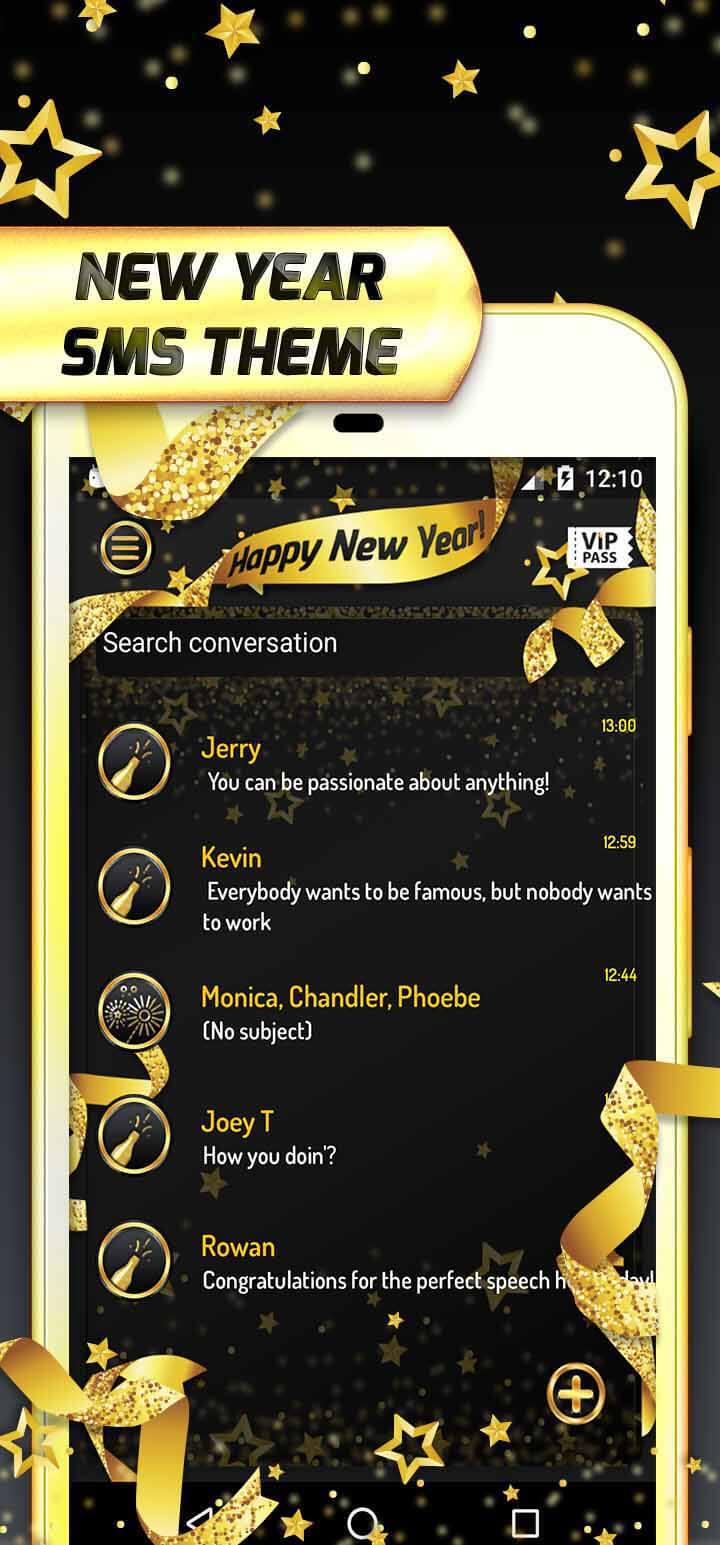 NEW YEAR
SMS THEME
12:10
Happy New Year!
VIP
PASS
Search conversation
13:00
Jerry
You can be passionate about anything!
12:59
Kevin
Everybody wants to be famous, but nobody wants
to work
12:44
Monica, Chandler, Phoebe
(No subject)
Joey T
How you doin'?
Rowan
Congratulations for the perfect speech